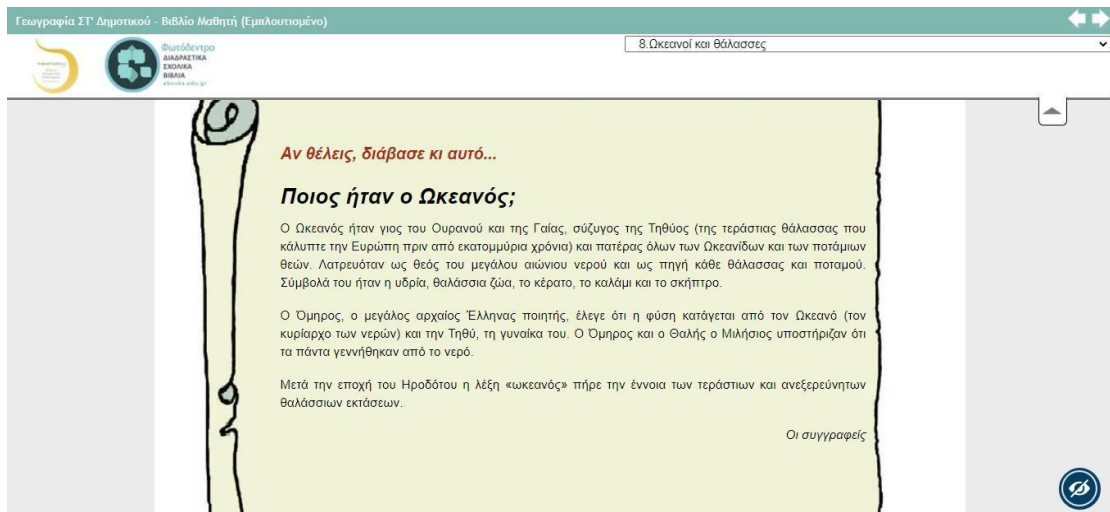 Γεωγραφία ΣΤ' Δημοτικού - Βιβλίο Μαθητή (Εμπλουτισμένο)
8.Ωκεανοί και θάλασσες
Φωτόδεντρο
ΔΙΑΔΡΑΣΤΙΚΑ
ΣΧΟΛΙΚΑ
ΒΙΒΛΙΑ
ebooks.edu.gr
Αν θέλεις, διάβασε κι αυτό...
Ποιος ήταν ο Ωκεανός;
Ο Ωκεανός ήταν γιος του Ουρανού και της Γαίας, σύζυγος της Τηθύος (της τεράστιας θάλασσας που
κάλυπτε την Ευρώπη πριν από εκατομμύρια χρόνια) και πατέρας όλων των Ωκεανίδων και των ποτάμιων
θεών. Λατρευόταν ως θεός του μεγάλου αιώνιου νερού και ως πηγή κάθε θάλασσας και ποταμού.
Σύμβολά του ήταν η υδρία, θαλάσσια ζώα, το κέρατο, το καλάμι και το σκήπτρο.
Ο Όμηρος, ο μεγάλος αρχαίος Έλληνας ποιητής, έλεγε ότι η φύση κατάγεται από τον Ωκεανό (τον
κυρίαρχο των νερών) και την Τηθύ, τη γυναίκα του. Ο Όμηρος και ο Θαλής ο Μιλήσιος υποστήριζαν ότι
τα πάντα γεννήθηκαν από το νερό.
Μετά την εποχή του Ηροδότου η λέξη «ωκεανός» πήρε την έννοια των τεράστιων και ανεξερεύνητων
θαλάσσιων εκτάσεων.
Οι συγγραφείς